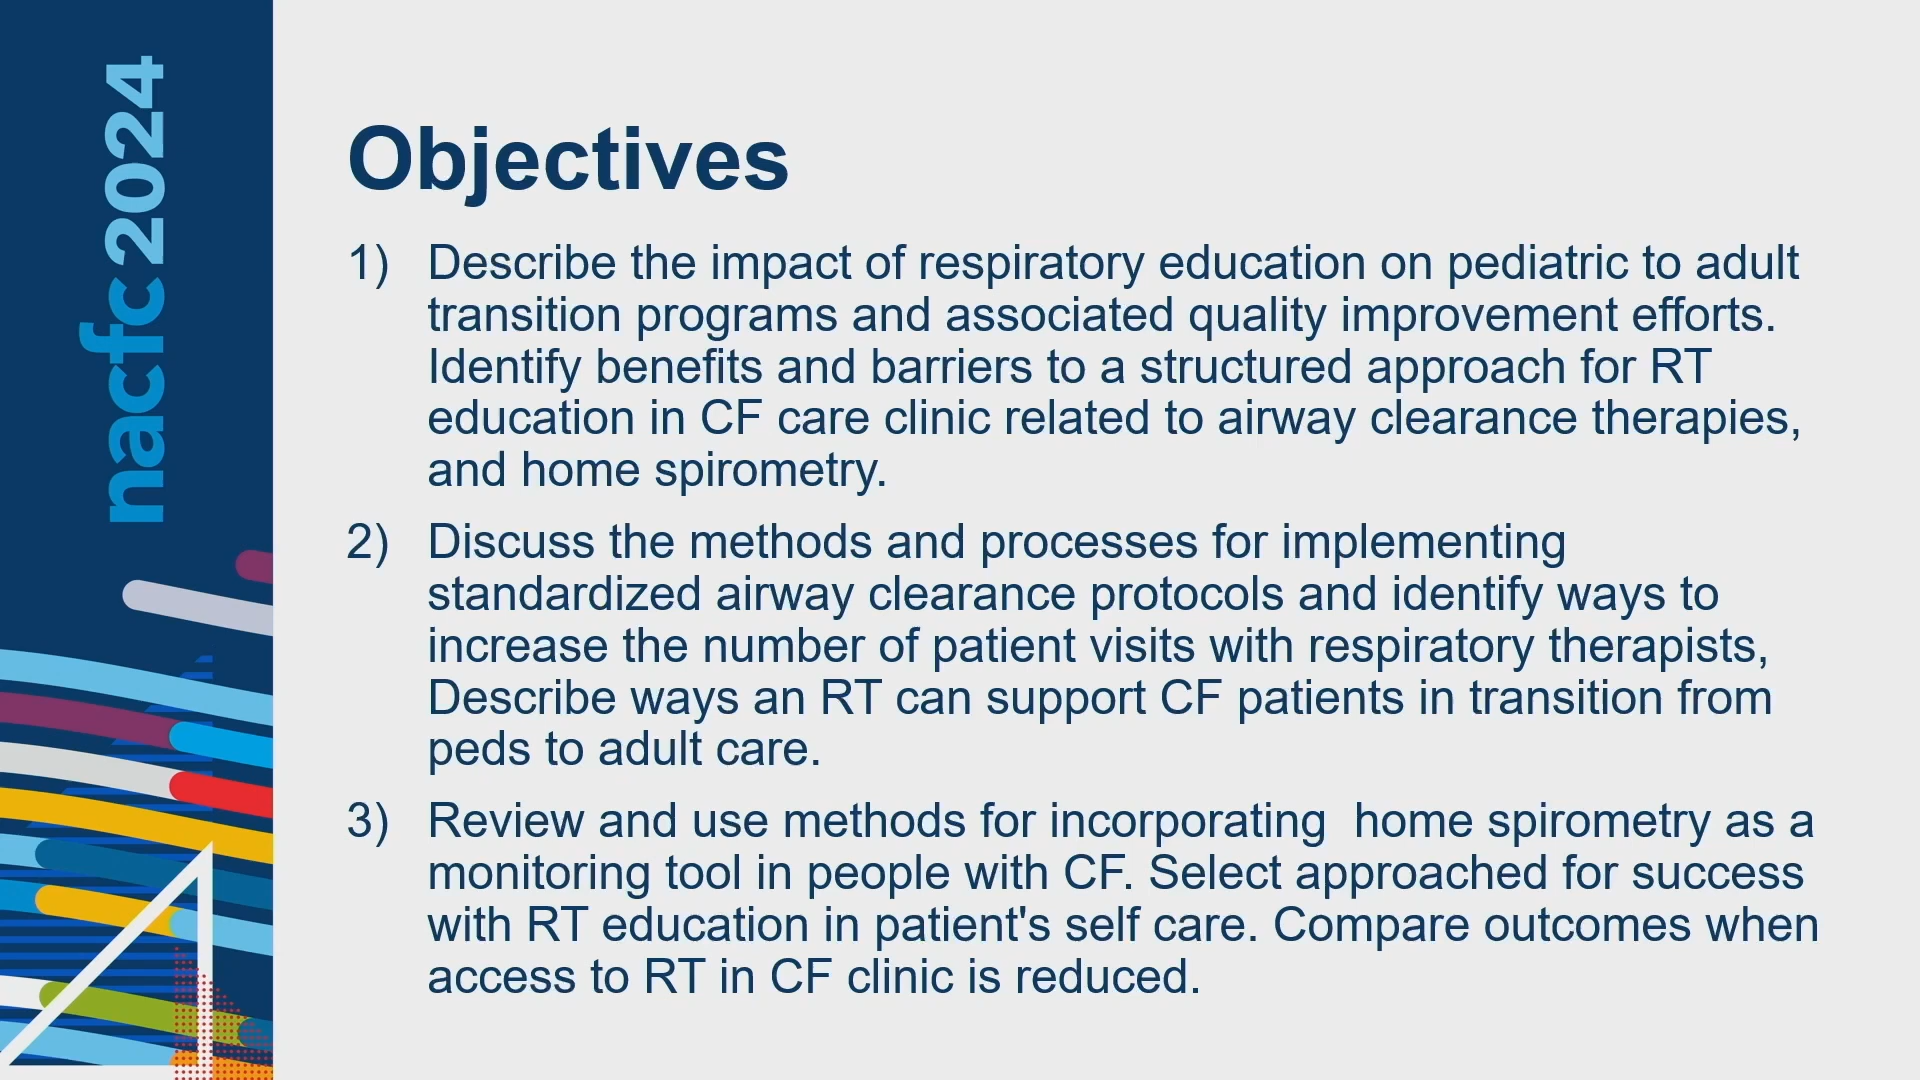 nacfc 2024
Objectives
1) Describe the impact of respiratory education on pediatric to adult
transition programs and associated quality improvement efforts.
Identify benefits and barriers to a structured approach for RT
education in CF care clinic related to airway clearance therapies,
and home spirometry.
2) Discuss the methods and processes for implementing
standardized airway clearance protocols and identify ways to
increase the number of patient visits with respiratory therapists,
Describe ways an RT can support CF patients in transition from
peds to adult care.
3) Review and use methods for incorporating  home spirometry as a
monitoring tool in people with CF. Select approached for success
with RT education in patient's self care. Compare outcomes when
access to RT in CF clinic is reduced.